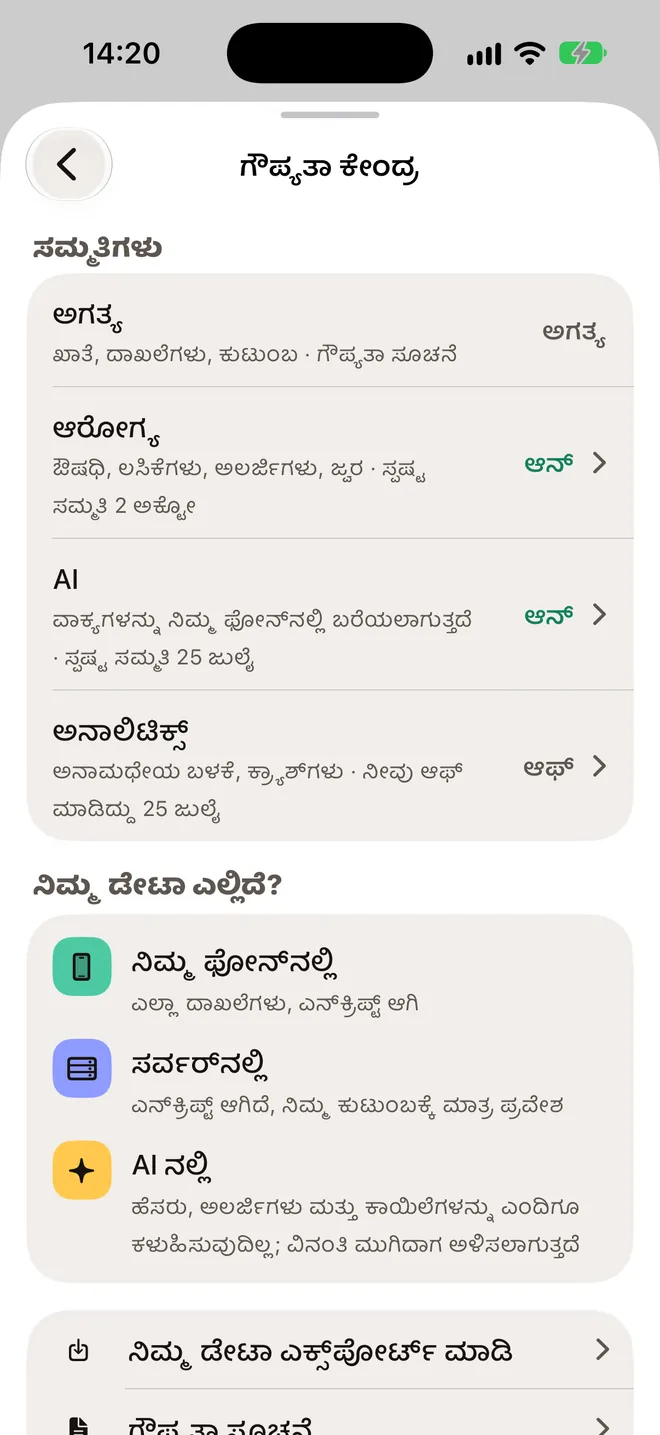 14:20
ಗೌಪ್ಯತಾ ಕೇಂದ್ರ
ಸಮ್ಮತಿಗಳು
ಅಗತ್ಯ
ಖಾತೆ, ದಾಖಲೆಗಳು, ಕುಟುಂಬ · ಗೌಪ್ಯತಾ ಸೂಚನೆ
ಅಗತ್ಯ
ಆರೋಗ್ಯ
ಔಷಧಿ, ಲಸಿಕೆಗಳು, ಅಲರ್ಜಿಗಳು, ಜ್ವರ · ಸ್ಪಷ್ಟ
ಸಮ್ಮತಿ 2 ಅಕ್ಟೋ
ಆನ್
AI
ವಾಕ್ಯಗಳನ್ನು ನಿಮ್ಮ ಫೋನ್‌ನಲ್ಲಿ ಬರೆಯಲಾಗುತ್ತದೆ
· ಸ್ಪಷ್ಟ ಸಮ್ಮತಿ 25 ಜುಲೈ
ಆನ್
ಅನಾಲಿಟಿಕ್ಸ್
ಅನಾಮಧೇಯ ಬಳಕೆ, ಕ್ರ್ಯಾಶ್‌ಗಳು · ನೀವು ಆಫ್
ಮಾಡಿದ್ದು 25 ಜುಲೈ
ಆಫ್
ನಿಮ್ಮ ಡೇಟಾ ಎಲ್ಲಿದೆ?
ನಿಮ್ಮ ಫೋನ್‌ನಲ್ಲಿ
ಎಲ್ಲಾ ದಾಖಲೆಗಳು, ಎನ್‌ಕ್ರಿಪ್ಟ್ ಆಗಿ
ಸರ್ವರ್‌ನಲ್ಲಿ
ಎನ್‌ಕ್ರಿಪ್ಟ್ ಆಗಿದೆ, ನಿಮ್ಮ ಕುಟುಂಬಕ್ಕೆ ಮಾತ್ರ ಪ್ರವೇಶ
AI ನಲ್ಲಿ
ಹೆಸರು, ಅಲರ್ಜಿಗಳು ಮತ್ತು ಕಾಯಿಲೆಗಳನ್ನು ಎಂದಿಗೂ
ಕಳುಹಿಸುವುದಿಲ್ಲ; ವಿನಂತಿ ಮುಗಿದಾಗ ಅಳಿಸಲಾಗುತ್ತದೆ
ನಿಮ್ಮ ಡೇಟಾ ಎಕ್ಸ್‌ಪೋರ್ಟ್ ಮಾಡಿ
ಗೌಪ್ಯತಾ ಸೂಚನೆ